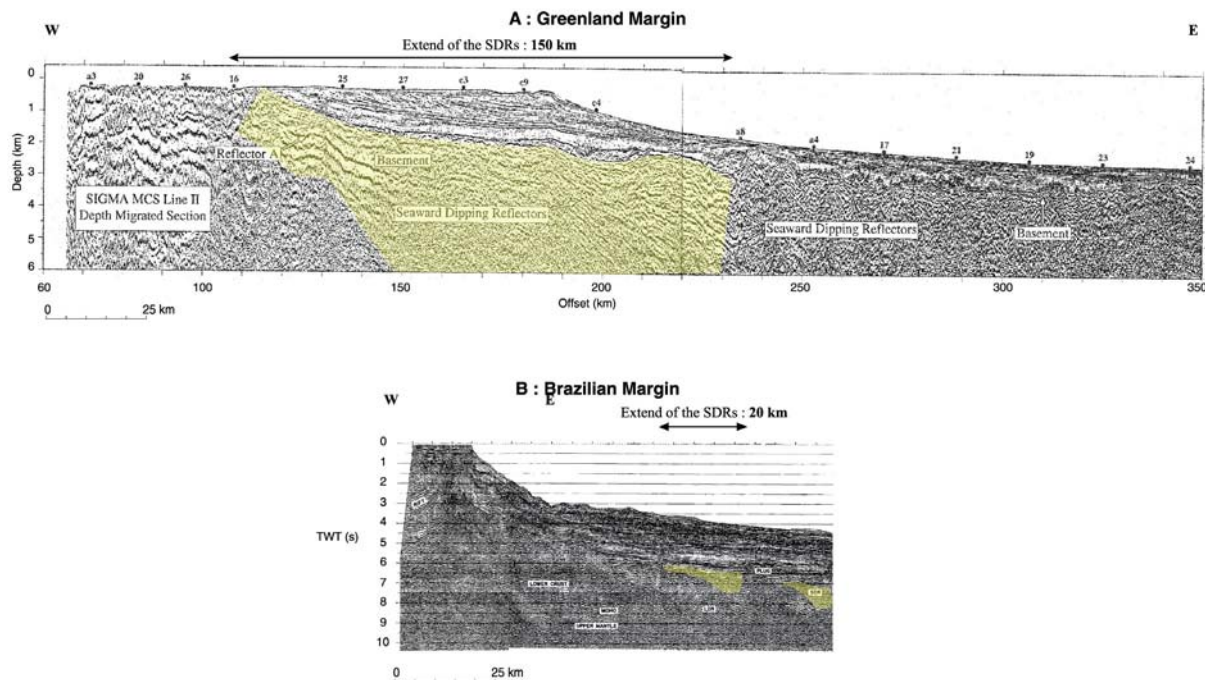 A : Greenland Margin
W
E
Extend of the SDRs : 150 km
a3 20 26 16 25 27 c3 c9 c4 a8 e4 17 21 19 23 24
0
1
2
3
4
5
6
Depth (km)
Reflector A
Basement
SIGMA MCS Line II
Depth Migrated Section
Seaward Dipping Reflectors
Seaward Dipping Reflectors
Basement
60 100 150 200 250 300 350
Offset (km)
0 25 km
B : Brazilian Margin
W
E
Extend of the SDRs : 20 km
0
1
2
3
4
5
6
7
8
9
10
TWT (s)
PLUG
LOWER CRUST
SDR
MOHO
UPPER MANTLE
0 25 km